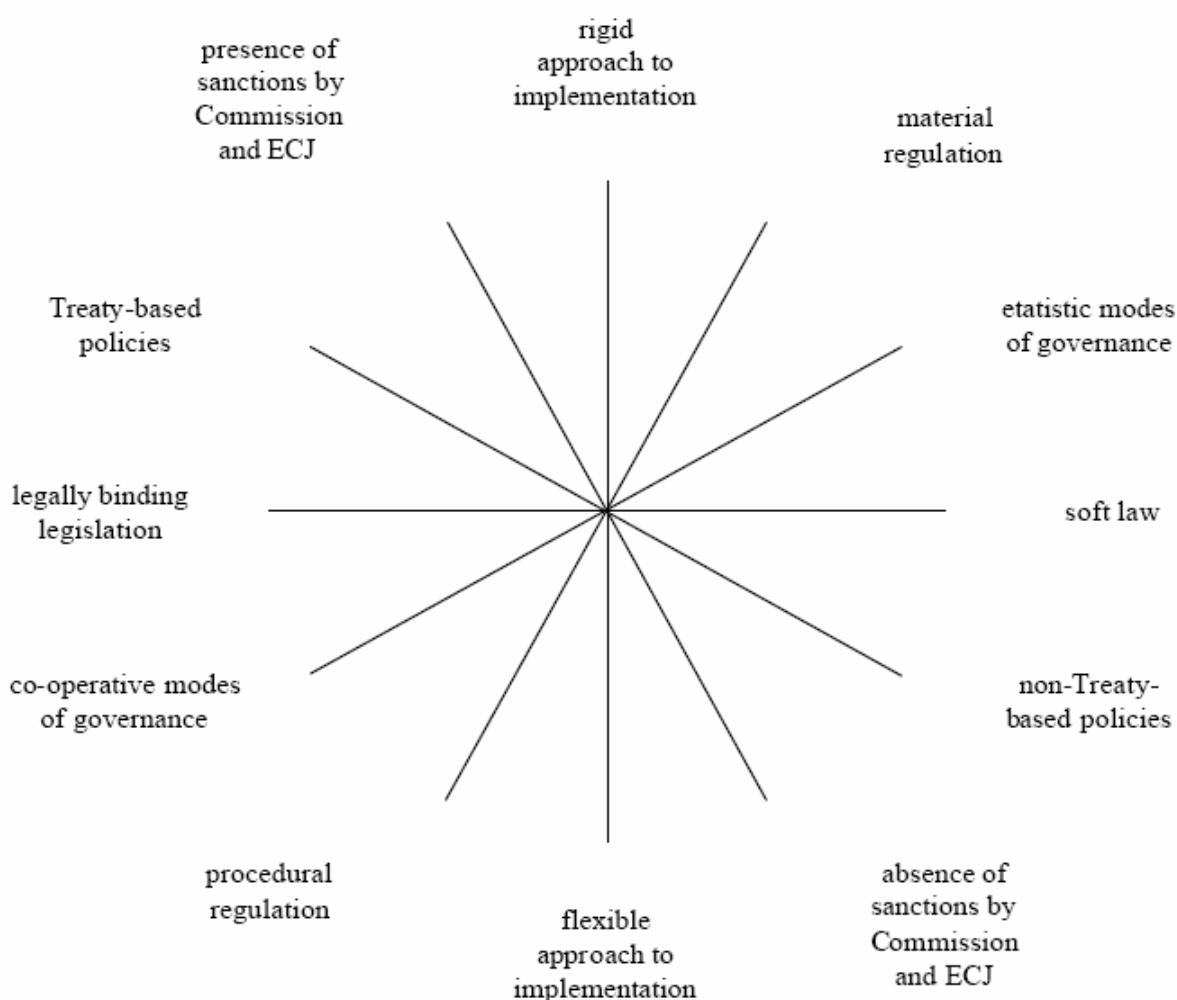 rigid
approach to
implementation
presence of
sanctions by
Commission
and ECJ
material
regulation
Treaty-based
policies
etatistic modes
of governance
legally binding
legislation
soft law
co-operative modes
of governance
non-Treaty-
based policies
procedural
regulation
flexible
approach to
implementation
absence of
sanctions by
Commission
and ECJ